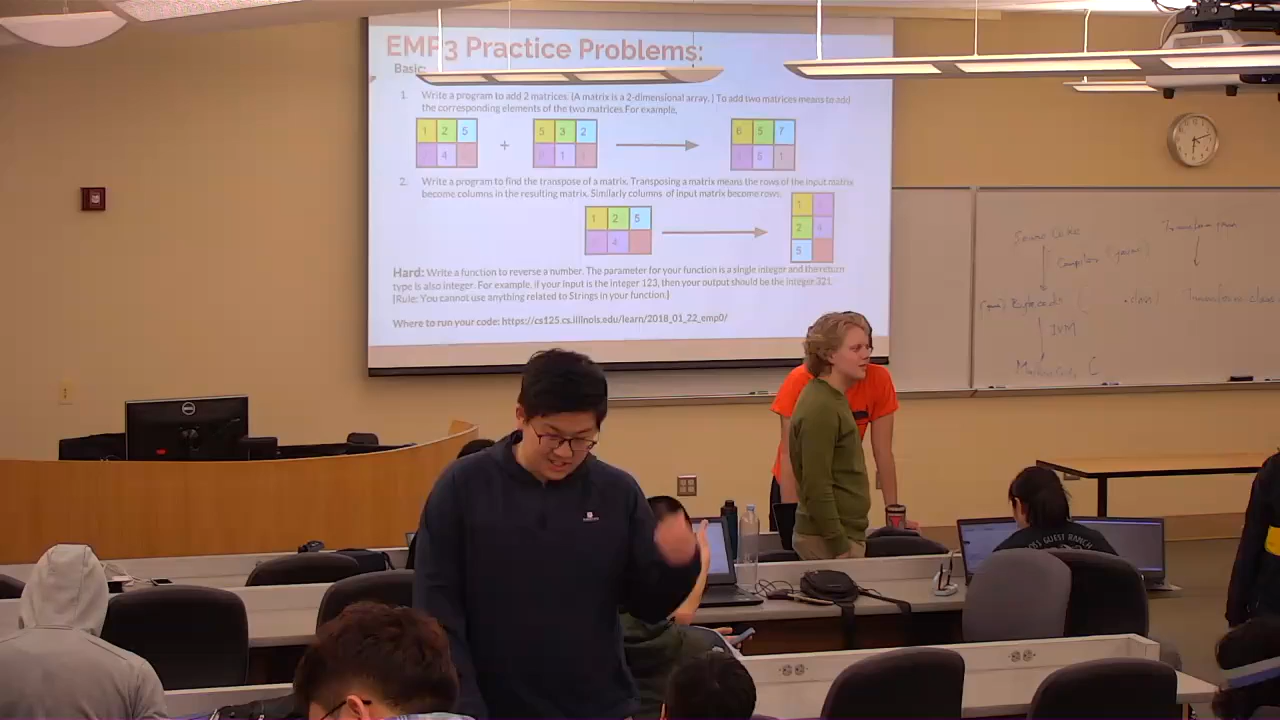 EMP3 Practice Problems:
Basic:
1. Write a program to add 2 matrices. (A matrix is a 2-dimensional array. ) To add two matrices means to add
the corresponding elements of the two matrices.For example,
1 2 5 5 3 2 6 5 7
+
4 1 5 1
2. Write a program to find the transpose of a matrix. Transposing a matrix means the rows of the input matrix
become columns in the resulting matrix. Similarly columns of input matrix become rows.
1 2 5 1
4 2 4
5
Hard: Write a function to reverse a number. The parameter for your function is a single integer and the return
type is also integer. For example, if your input is the integer 123, then your output should be the integer 321.
[Rule: You cannot use anything related to Strings in your function.]
Where to run your code: https://cs125.cs.illinois.edu/learn/2018_01_22_emp0/
Source Code
Compiler
.class)
JVM
DELL
GUEST RANCH